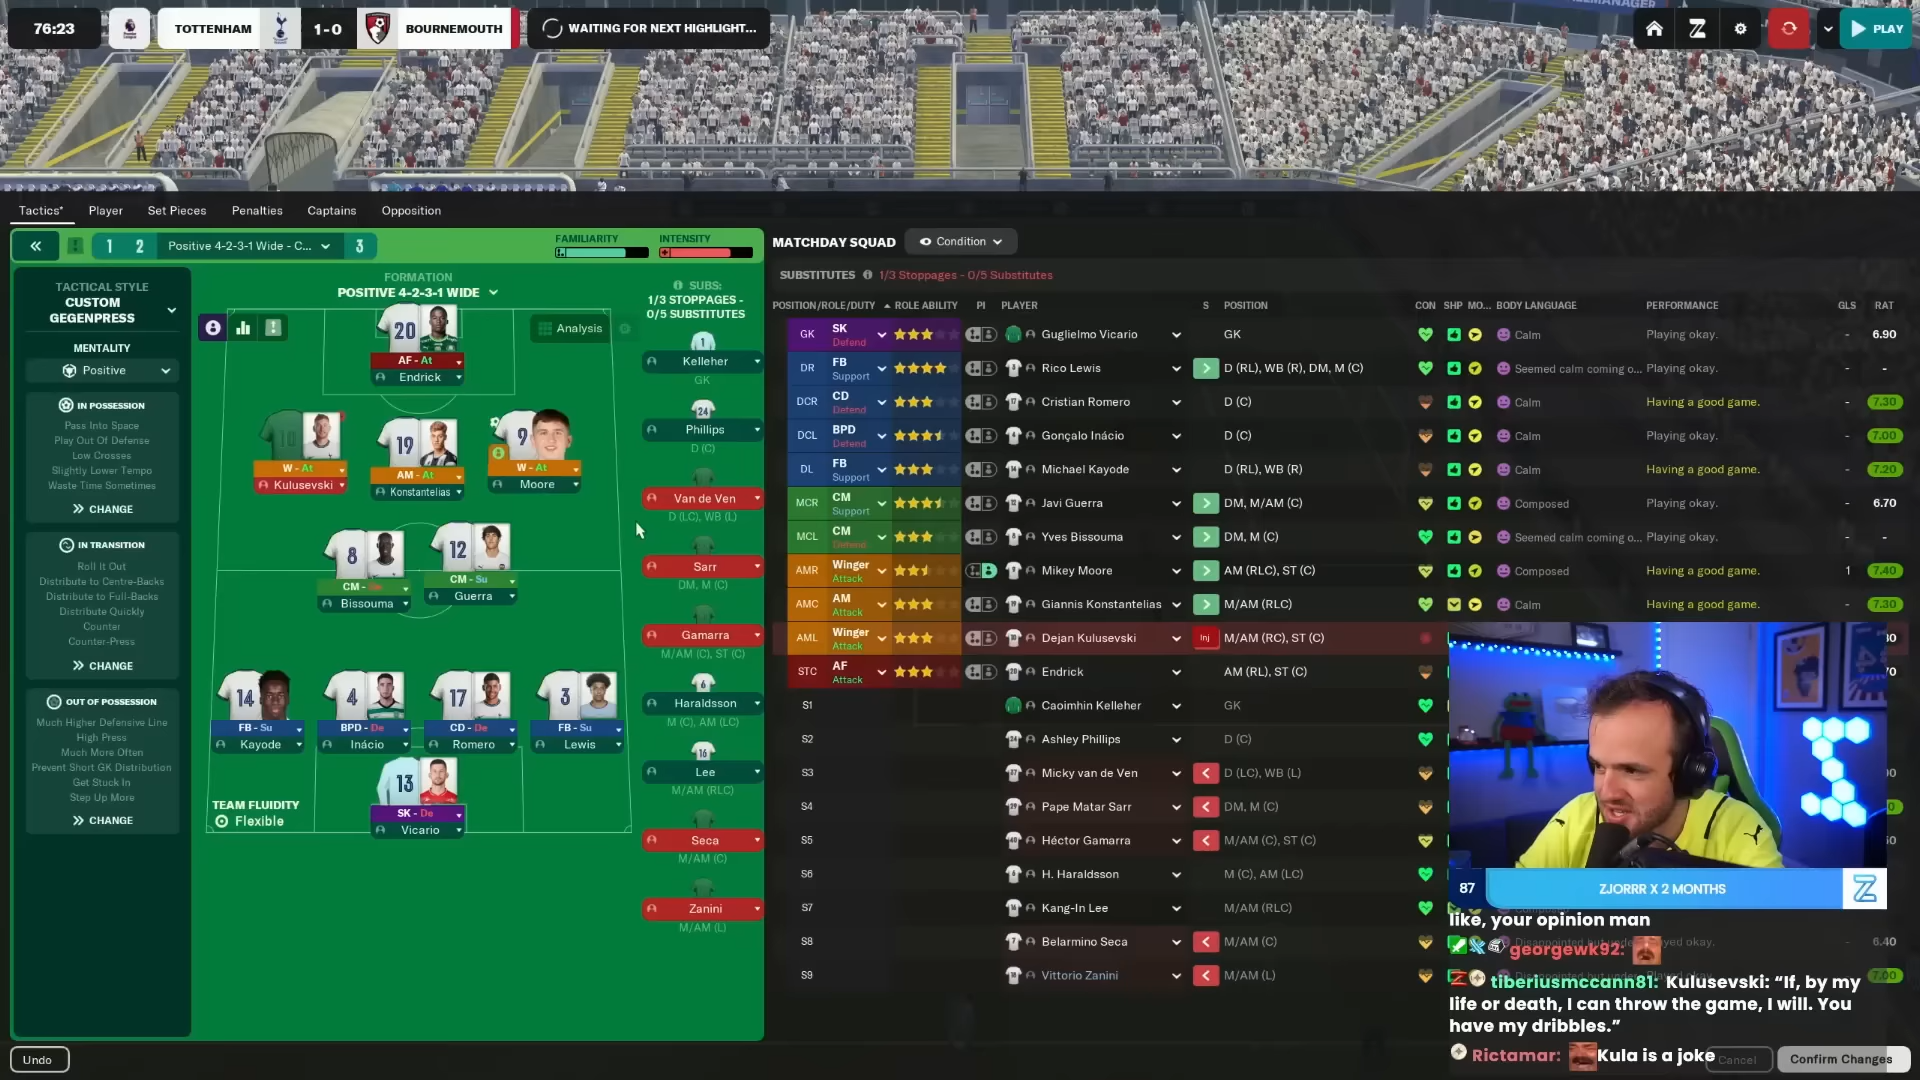 76:23 TOTTENHAM 1-0 BOURNEMOUTH WAITING FOR NEXT HIGHLIGHT... PLAY
Tactics* Player Set Pieces Penalties Captains Opposition
1 2 Positive 4-2-3-1 Wide - C... 3
FAMILIARITY INTENSITY
TACTICAL STYLE
CUSTOM
GEGENPRESS
MENTALITY
Positive
IN POSSESSION
Pass Into Space
Play Out Of Defense
Low Crosses
Slightly Lower Tempo
Waste Time Sometimes
CHANGE
IN TRANSITION
Roll It Out
Distribute to Centre-Backs
Distribute to Full-Backs
Distribute Quickly
Counter
Counter-Press
CHANGE
OUT OF POSSESSION
Much Higher Defensive Line
High Press
Much More Often
Prevent Short GK Distribution
Get Stuck In
Step Up More
CHANGE
FORMATION
POSITIVE 4-2-3-1 WIDE
Analysis
20
AF - At
Endrick
10 19 9
W - At AM - At W - At
Kulusevski Konstantelias Moore
8 12
CM - De CM - Su
Bissouma Guerra
14 4 17 3
FB - Su BPD - De CD - De FB - Su
Kayode Inácio Romero Lewis
13
SK - De
Vicario
TEAM FLUIDITY
Flexible
SUBS:
1/3 STOPPAGES -
0/5 SUBSTITUTES
1
Kelleher
GK
24
Phillips
D (C)
Van de Ven
D (LC), WB (L)
Sarr
DM, M (C)
Gamarra
M/AM (C), ST (C)
6
Haraldsson
M (C), AM (LC)
16
Lee
M/AM (RLC)
Seca
M/AM (C)
Zanini
M/AM (L)
MATCHDAY SQUAD Condition
SUBSTITUTES 1/3 Stoppages - 0/5 Substitutes
POSITION/ROLE/DUTY ROLE ABILITY PI PLAYER S POSITION CON SHP MO... BODY LANGUAGE PERFORMANCE GLS RAT
GK SK Defend Guglielmo Vicario GK Calm Playing okay. - 6.90
DR FB Support Rico Lewis D (RL), WB (R), DM, M (C) Seemed calm coming o... Playing okay. - -
DCR CD Defend Cristian Romero D (C) Calm Having a good game. - 7.30
DCL BPD Defend Gonçalo Inácio D (C) Calm Playing okay. - 7.00
DL FB Support Michael Kayode D (RL), WB (R) Calm Having a good game. - 7.20
MCR CM Support Javi Guerra DM, M/AM (C) Composed Playing okay. - 6.70
MCL CM Defend Yves Bissouma DM, M (C) Seemed calm coming o... Playing okay. - -
AMR Winger Attack Mikey Moore AM (RLC), ST (C) Composed Having a good game. 1 7.40
AMC AM Attack Giannis Konstantelias M/AM (RLC) Calm Having a good game. - 7.30
AML Winger Attack Dejan Kulusevski Inj M/AM (RC), ST (C)
STC AF Attack Endrick AM (RL), ST (C)
S1 Caoimhin Kelleher GK
S2 Ashley Phillips D (C)
S3 Micky van de Ven D (LC), WB (L)
S4 Pape Matar Sarr DM, M (C)
S5 Héctor Gamarra M/AM (C), ST (C)
S6 H. Haraldsson M (C), AM (LC)
S7 Kang-In Lee M/AM (RLC)
S8 Belarmino Seca M/AM (C) 6.40
S9 Vittorio Zanini M/AM (L) 7.00
87 ZJORRR X 2 MONTHS
like, your opinion man
georgewk92:
tiberiusmccann81: Kulusevski: “If, by my
life or death, I can throw the game, I will. You
have my dribbles.”
Rictamar: Kula is a joke
Undo Cancel Confirm Changes